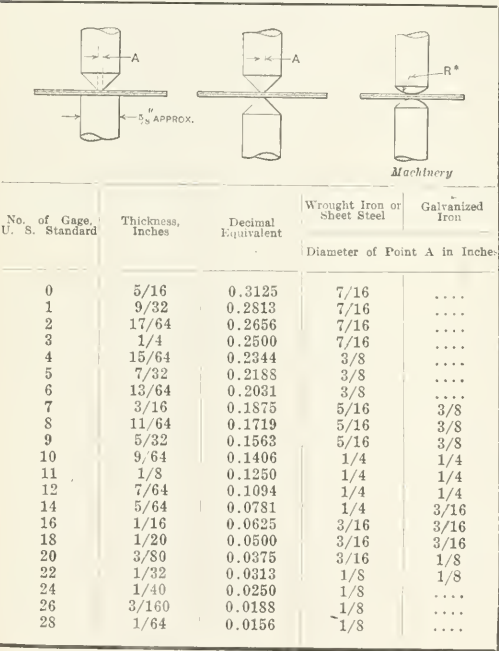 A A R*
5/8" APPROX.
Machinery
No. of Gage, U. S. Standard Thickness, Inches Decimal Equivalent Wrought Iron or Sheet Steel Galvanized Iron
Diameter of Point A in Inches
0 5/16 0.3125 7/16 ....
1 9/32 0.2813 7/16 ....
2 17/64 0.2656 7/16 ....
3 1/4 0.2500 7/16 ....
4 15/64 0.2344 3/8 ....
5 7/32 0.2188 3/8 ....
6 13/64 0.2031 3/8 ....
7 3/16 0.1875 5/16 3/8
8 11/64 0.1719 5/16 3/8
9 5/32 0.1563 5/16 3/8
10 9/64 0.1406 1/4 1/4
11 1/8 0.1250 1/4 1/4
12 7/64 0.1094 1/4 1/4
14 5/64 0.0781 1/4 3/16
16 1/16 0.0625 3/16 3/16
18 1/20 0.0500 3/16 3/16
20 3/80 0.0375 3/16 1/8
22 1/32 0.0313 1/8 1/8
24 1/40 0.0250 1/8 ....
26 3/160 0.0188 1/8 ....
28 1/64 0.0156 1/8 ....